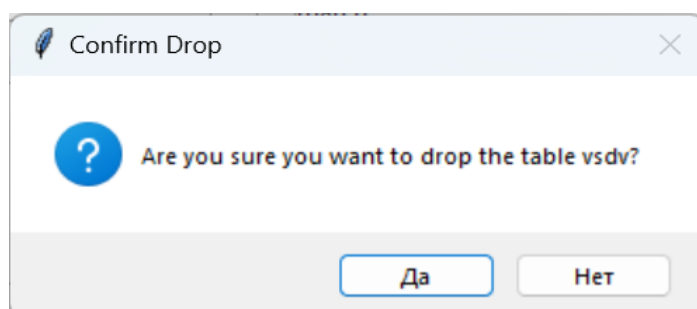 Confirm Drop
Are you sure you want to drop the table vsdv?
Да
Нет